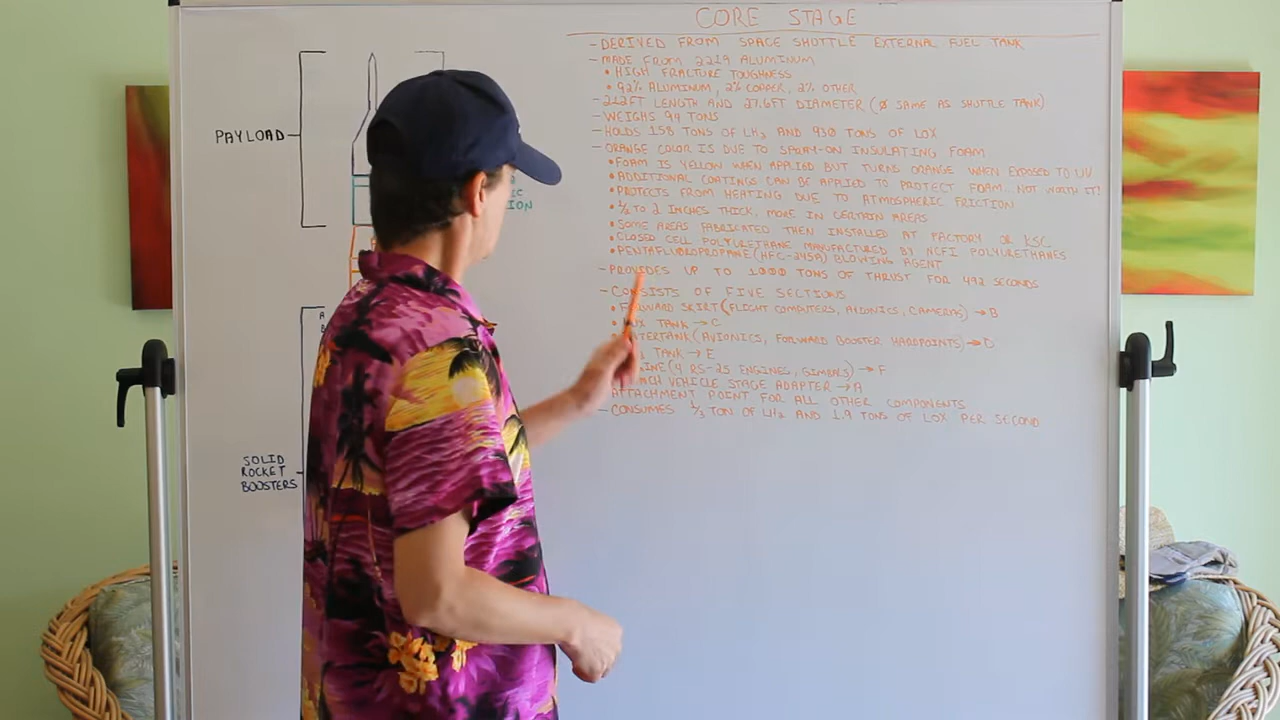 CORE STAGE
- DERIVED FROM SPACE SHUTTLE EXTERNAL FUEL TANK
- MADE FROM 2219 ALUMINUM
• HIGH FRACTURE TOUGHNESS
• 92% ALUMINUM, 2% COPPER, 2% OTHER
- 212FT LENGTH AND 27.6FT DIAMETER (Ø SAME AS SHUTTLE TANK)
- WEIGHS 94 TONS
- HOLDS 158 TONS OF LH2 AND 930 TONS OF LOX
- ORANGE COLOR IS DUE TO SPRAY-ON INSULATING FOAM
• FOAM IS YELLOW WHEN APPLIED BUT TURNS ORANGE WHEN EXPOSED TO UV
• ADDITIONAL COATINGS CAN BE APPLIED TO PROTECT FOAM... NOT WORTH IT!
• PROTECTS FROM HEATING DUE TO ATMOSPHERIC FRICTION
• ½ TO 2 INCHES THICK, MORE IN CERTAIN AREAS
• SOME AREAS FABRICATED THEN INSTALLED AT FACTORY OR KSC
• CLOSED CELL POLYURETHANE MANUFACTURED BY NCFI POLYURETHANES
• PENTAFLUOROPROPANE (HFC-245A) BLOWING AGENT
- PROVIDES UP TO 1000 TONS OF THRUST FOR 492 SECONDS
- CONSISTS OF FIVE SECTIONS
SKIRT (FLIGHT COMPUTERS, AVIONICS, CAMERAS) → B
TANK → C
(AVIONICS, FORWARD BOOSTER HARDPOINTS) → D
TANK → E
(4 RS-25 ENGINES, GIMBALS) → F
VEHICLE STAGE ADAPTER → A
ATTACHMENT POINT FOR ALL OTHER COMPONENTS
- CONSUMES ⅓ TON OF LH2 AND 1.9 TONS OF LOX PER SECOND
PAYLOAD
SOLID
ROCKET
BOOSTERS